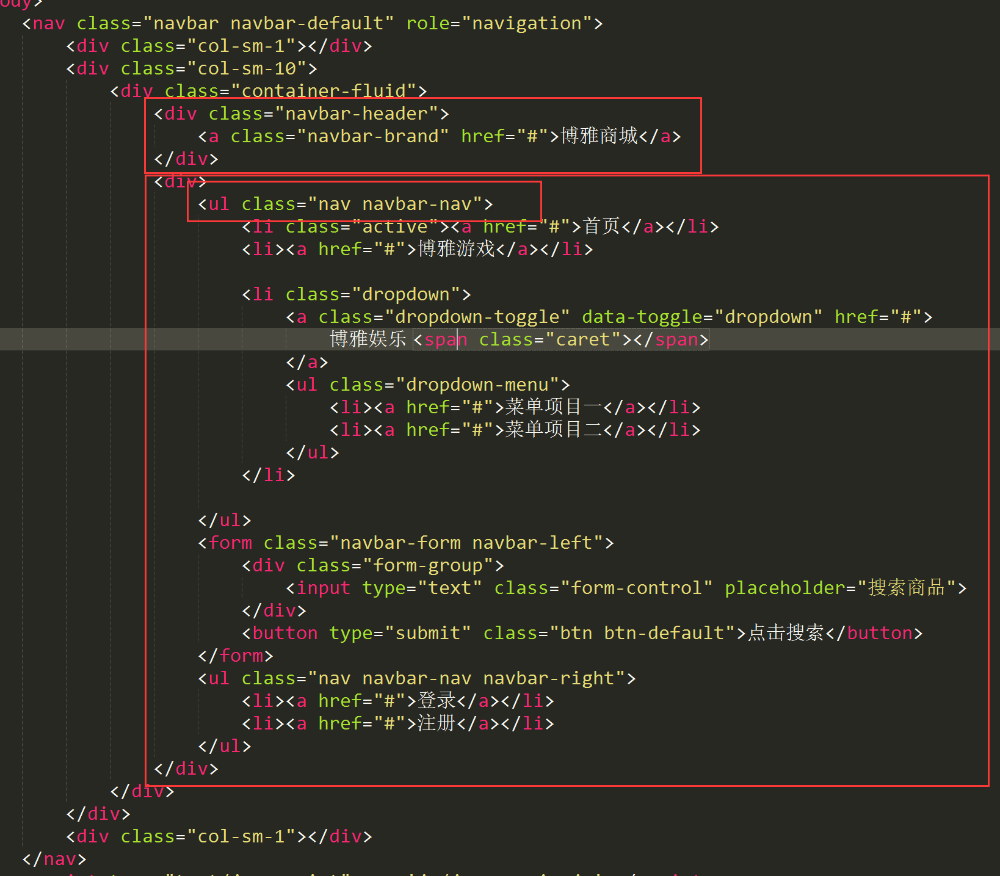 ody>
<nav class="navbar navbar-default" role="navigation">
<div class="col-sm-1"></div>
<div class="col-sm-10">
<div class="container-fluid">
<div class="navbar-header">
<a class="navbar-brand" href="#">博雅商城</a>
</div>
<div>
<ul class="nav navbar-nav">
<li class="active"><a href="#">首页</a></li>
<li><a href="#">博雅游戏</a></li>
<li class="dropdown">
<a class="dropdown-toggle" data-toggle="dropdown" href="#">
博雅娱乐 <span class="caret"></span>
</a>
<ul class="dropdown-menu">
<li><a href="#">菜单项目一</a></li>
<li><a href="#">菜单项目二</a></li>
</ul>
</li>
</ul>
<form class="navbar-form navbar-left">
<div class="form-group">
<input type="text" class="form-control" placeholder="搜索商品">
</div>
<button type="submit" class="btn btn-default">点击搜索</button>
</form>
<ul class="nav navbar-nav navbar-right">
<li><a href="#">登录</a></li>
<li><a href="#">注册</a></li>
</ul>
</div>
</div>
</div>
<div class="col-sm-1"></div>
</nav>